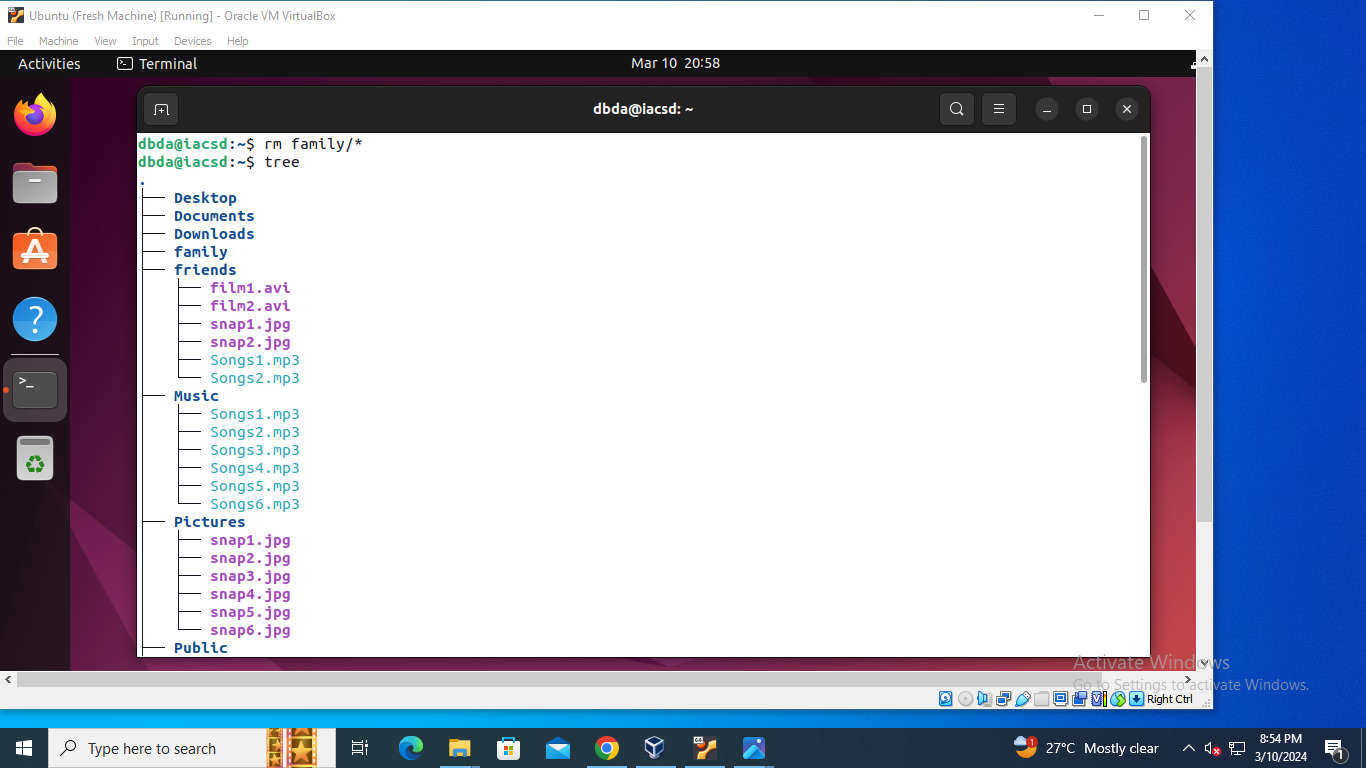 Ubuntu (Fresh Machine) [Running] - Oracle VM VirtualBox
File Machine View Input Devices Help
Activities Terminal Mar 10 20:58
dbda@iacsd: ~
dbda@iacsd:~$ rm family/*
dbda@iacsd:~$ tree
.
├── Desktop
├── Documents
├── Downloads
├── family
├── friends
│   ├── film1.avi
│   ├── film2.avi
│   ├── snap1.jpg
│   ├── snap2.jpg
│   ├── Songs1.mp3
│   └── Songs2.mp3
├── Music
│   ├── Songs1.mp3
│   ├── Songs2.mp3
│   ├── Songs3.mp3
│   ├── Songs4.mp3
│   ├── Songs5.mp3
│   └── Songs6.mp3
├── Pictures
│   ├── snap1.jpg
│   ├── snap2.jpg
│   ├── snap3.jpg
│   ├── snap4.jpg
│   ├── snap5.jpg
│   └── snap6.jpg
├── Public
Activate Windows
Go to Settings to activate Windows.
Right Ctrl
Type here to search
1
27°C Mostly clear
8:54 PM
3/10/2024
1